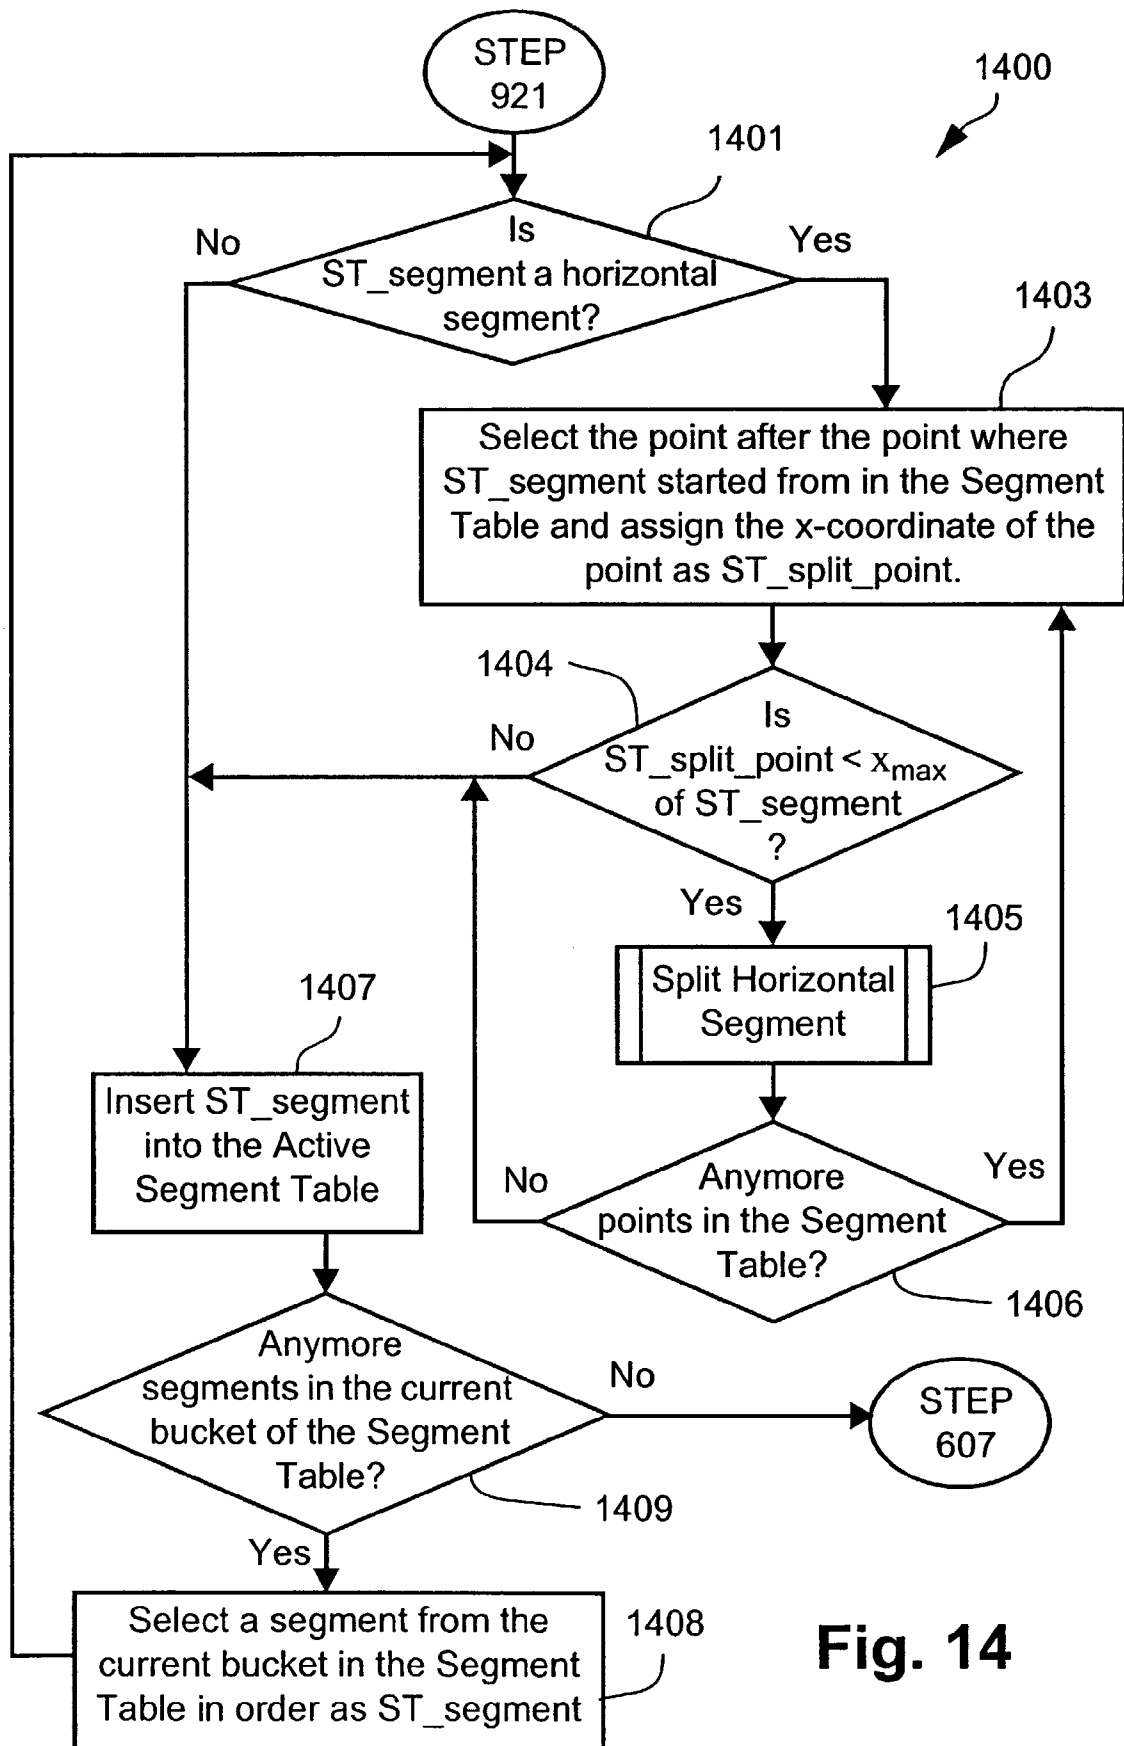 STEP
921
1400
1401
No
Yes
Is
ST_segment a horizontal
segment?
1403
Select the point after the point where
ST_segment started from in the Segment
Table and assign the x-coordinate of the
point as ST_split_point.
1404
No
Is
ST_split_point < xmax
of ST_segment
?
Yes
1405
Split Horizontal
Segment
1407
Insert ST_segment
into the Active
Segment Table
No
Yes
Anymore
points in the Segment
Table?
1406
Anymore
segments in the current
bucket of the Segment
Table?
No
STEP
607
1409
Yes
Select a segment from the
current bucket in the Segment
Table in order as ST_segment
1408
Fig. 14